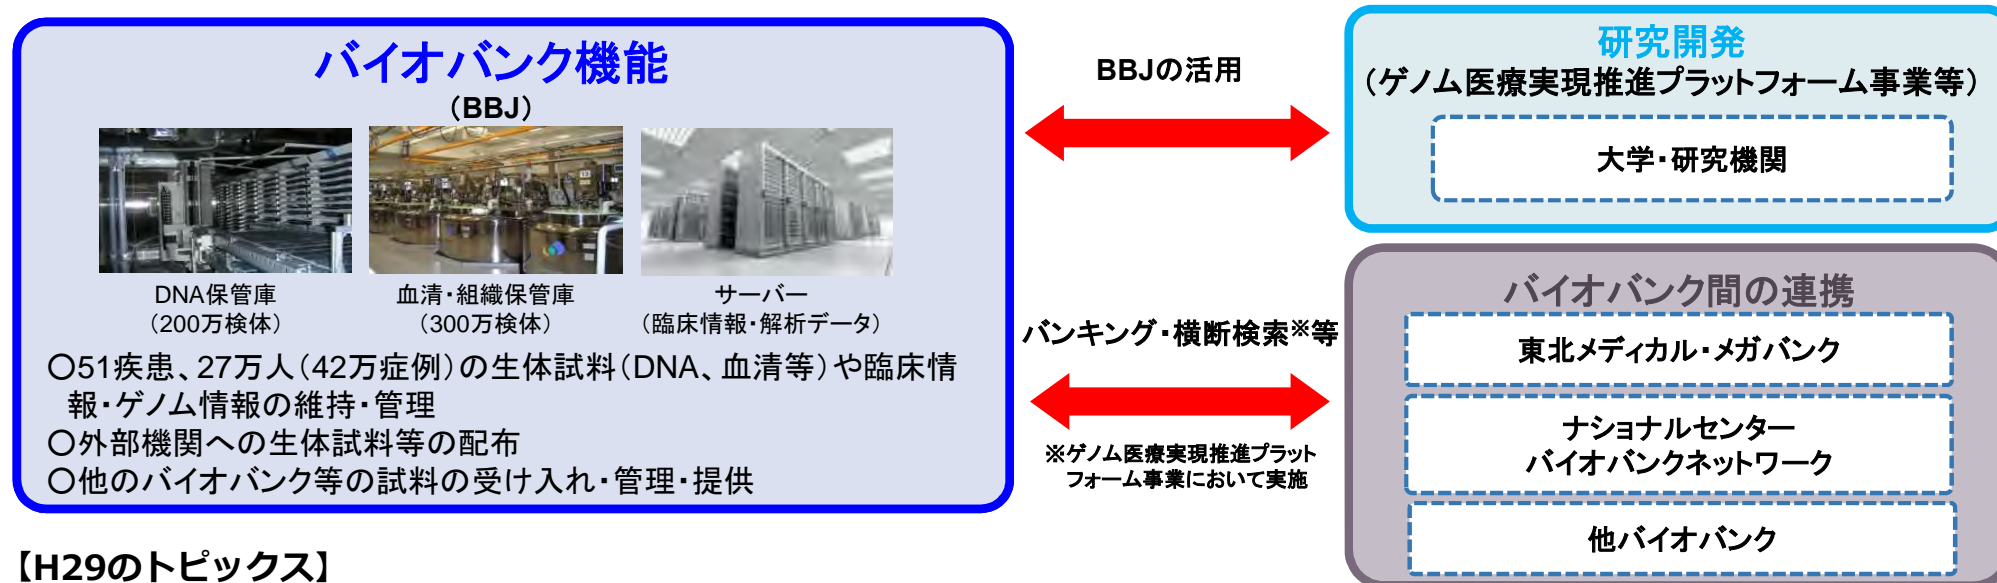 バイオバンク機能
（BBJ）
DNA保管庫
（200万検体）
血清・組織保管庫
（300万検体）
サーバー
（臨床情報・解析データ）
〇51疾患、27万人（42万症例）の生体試料（DNA、血清等）や臨床情
報・ゲノム情報の維持・管理
〇外部機関への生体試料等の配布
〇他のバイオバンク等の試料の受け入れ・管理・提供
BBJの活用
バンキング・横断検索※等
※ゲノム医療実現推進プラット
フォーム事業において実施
研究開発
（ゲノム医療実現推進プラットフォーム事業等）
大学・研究機関
バイオバンク間の連携
東北メディカル・メガバンク
ナショナルセンター
バイオバンクネットワーク
他バイオバンク
【H29のトピックス】